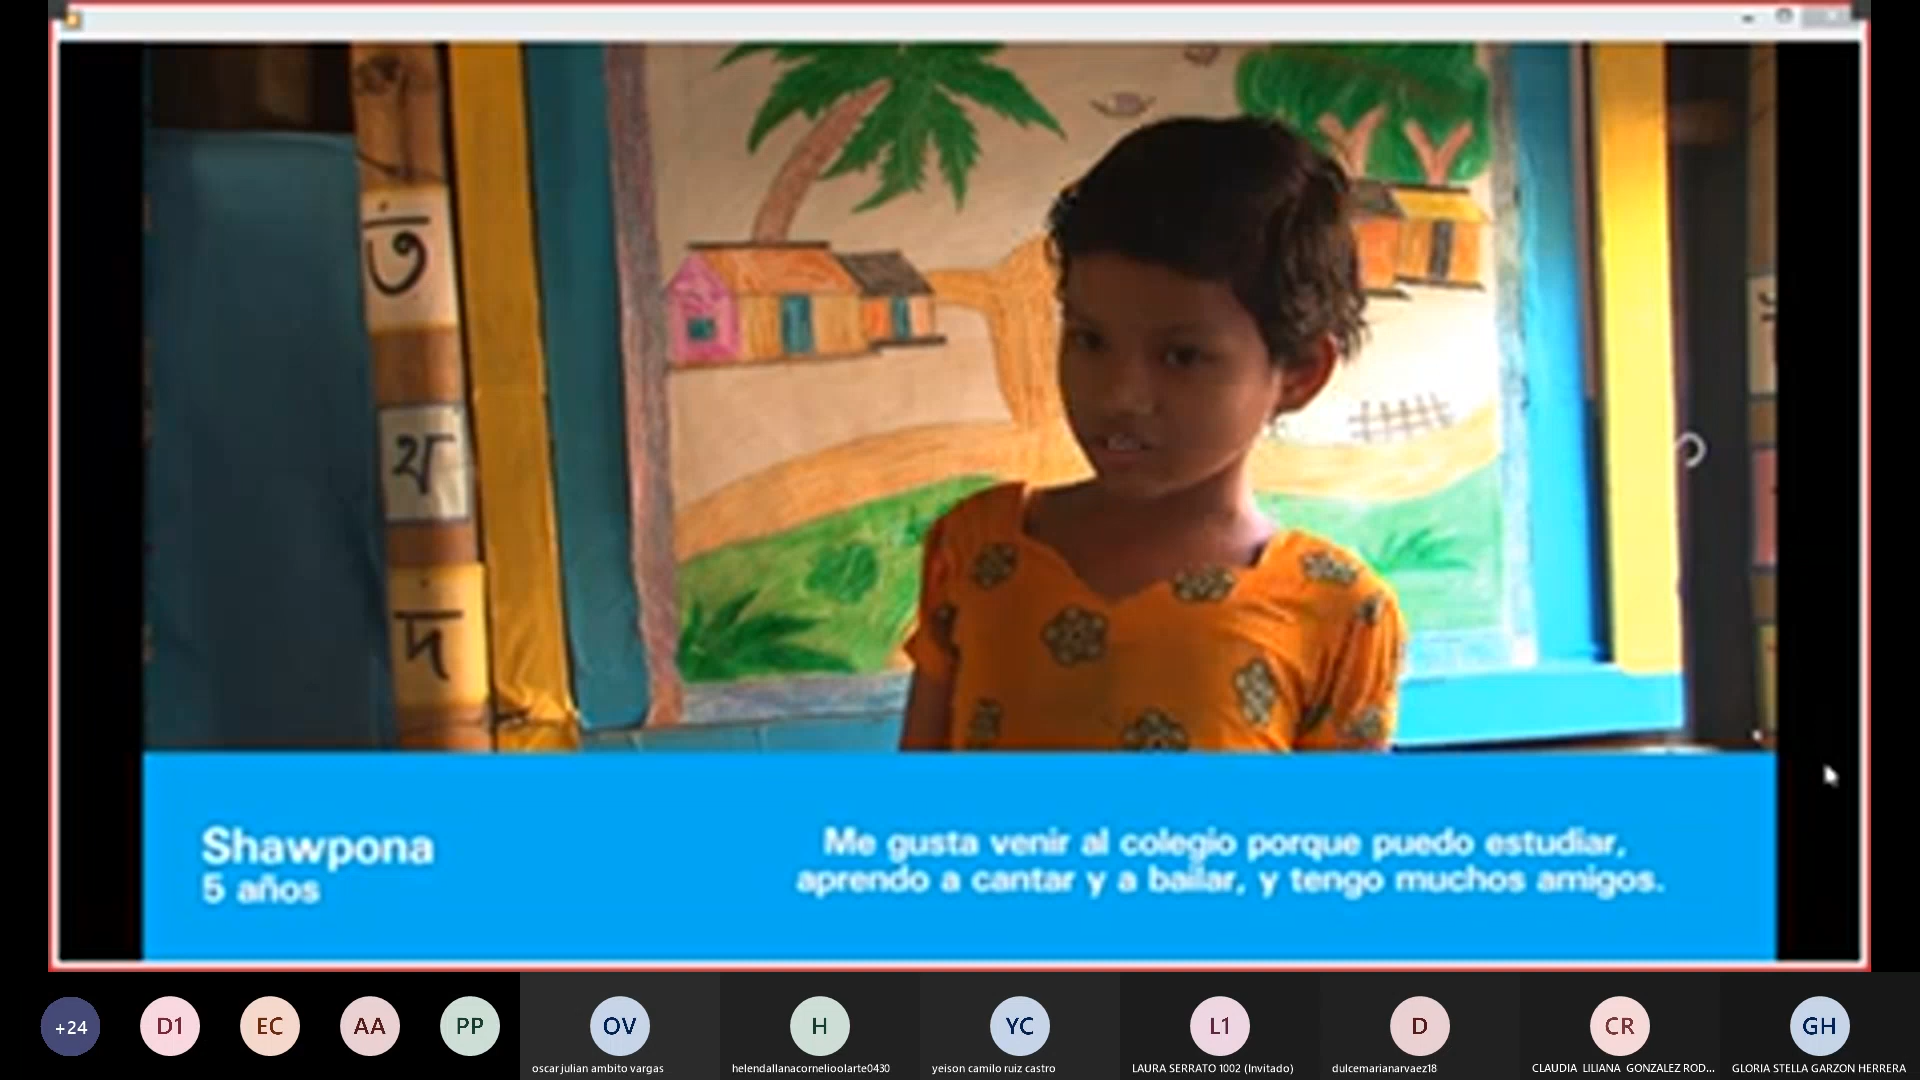 তঁ
থ
দ
Shawpona
5 años
Me gusta venir al colegio porque puedo estudiar,
aprendo a cantar y a bailar, y tengo muchos amigos.
+24
D1
EC
AA
PP
OV
H
YC
L1
D
CR
GH
oscar julian ambito vargas
helendallanacornelioolarte0430
yeison camilo ruiz castro
LAURA SERRATO 1002 (Invitado)
dulcemarianarvaez18
CLAUDIA LILIANA GONZALEZ ROD...
GLORIA STELLA GARZON HERRERA